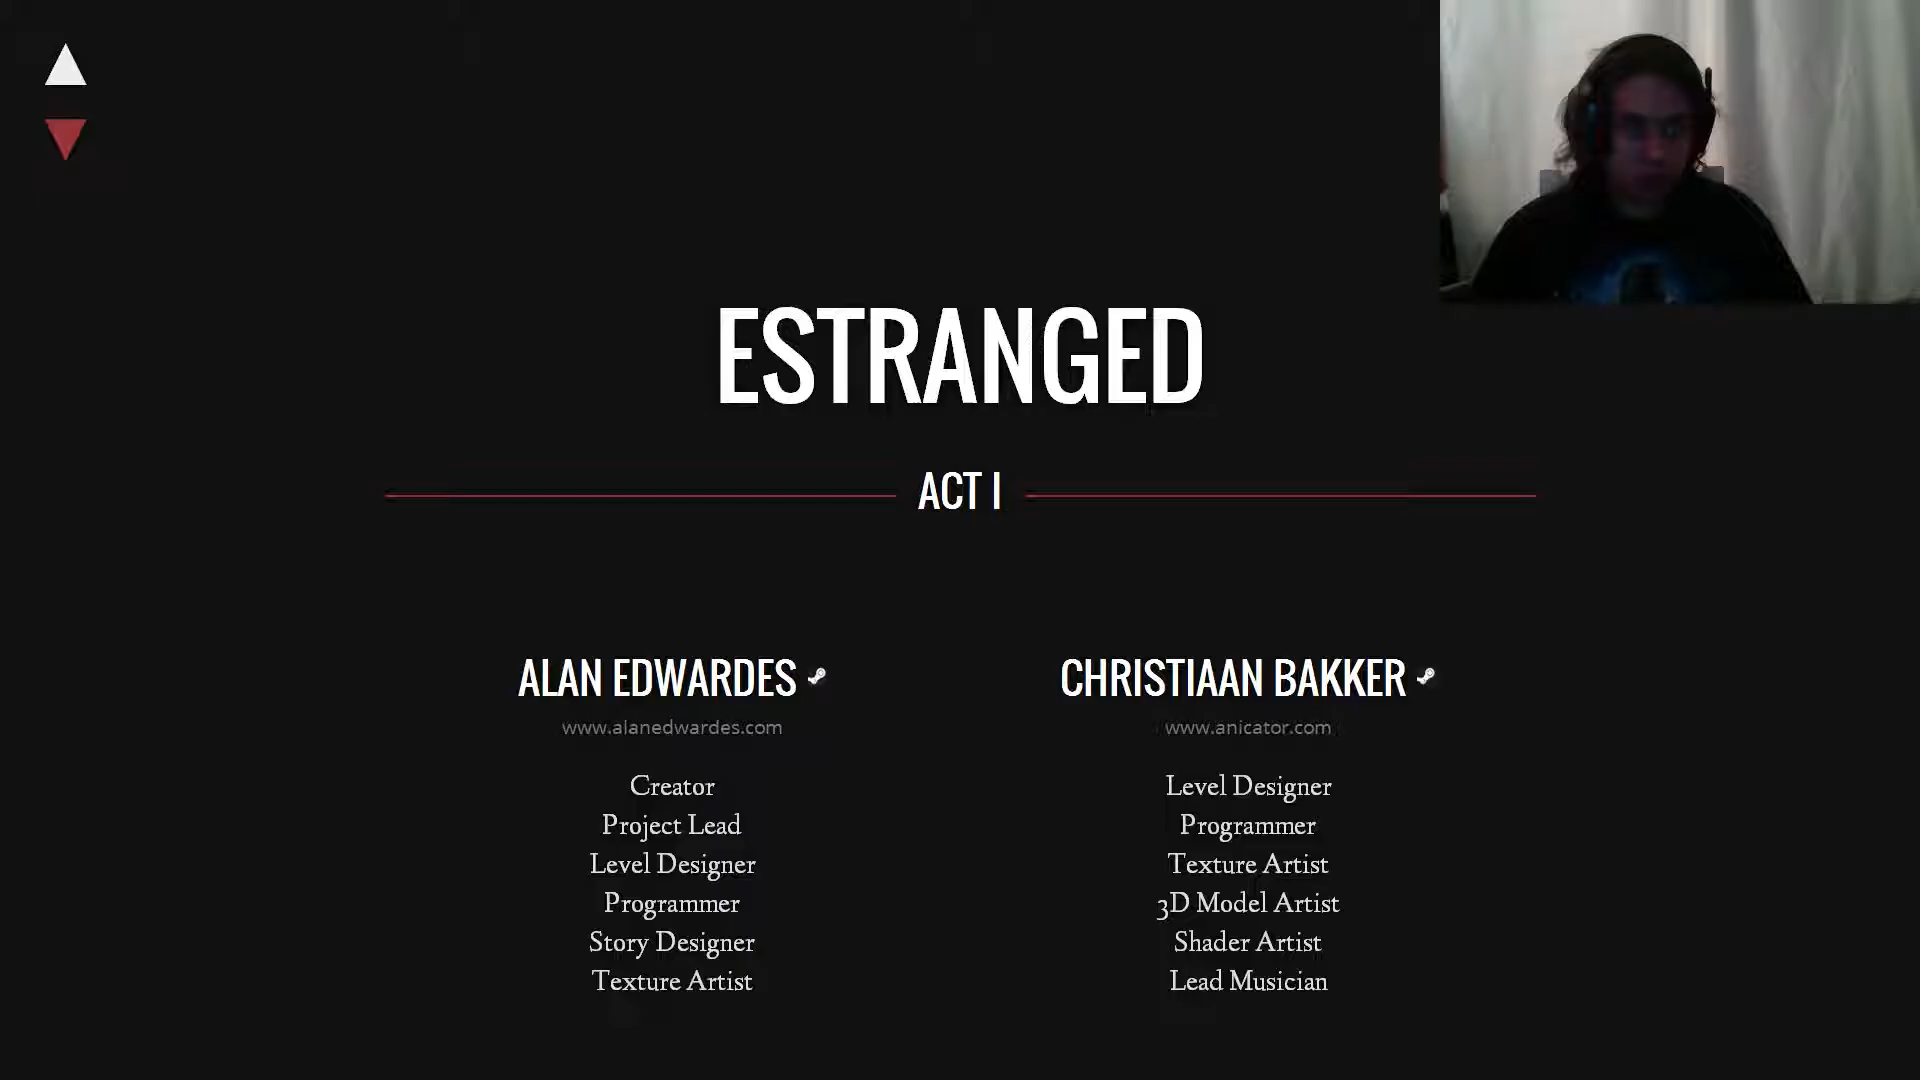 ESTRANGED
ACT I
ALAN EDWARDES
www.alanedwardes.com
Creator
Project Lead
Level Designer
Programmer
Story Designer
Texture Artist
CHRISTIAAN BAKKER
www.anicator.com
Level Designer
Programmer
Texture Artist
3D Model Artist
Shader Artist
Lead Musician